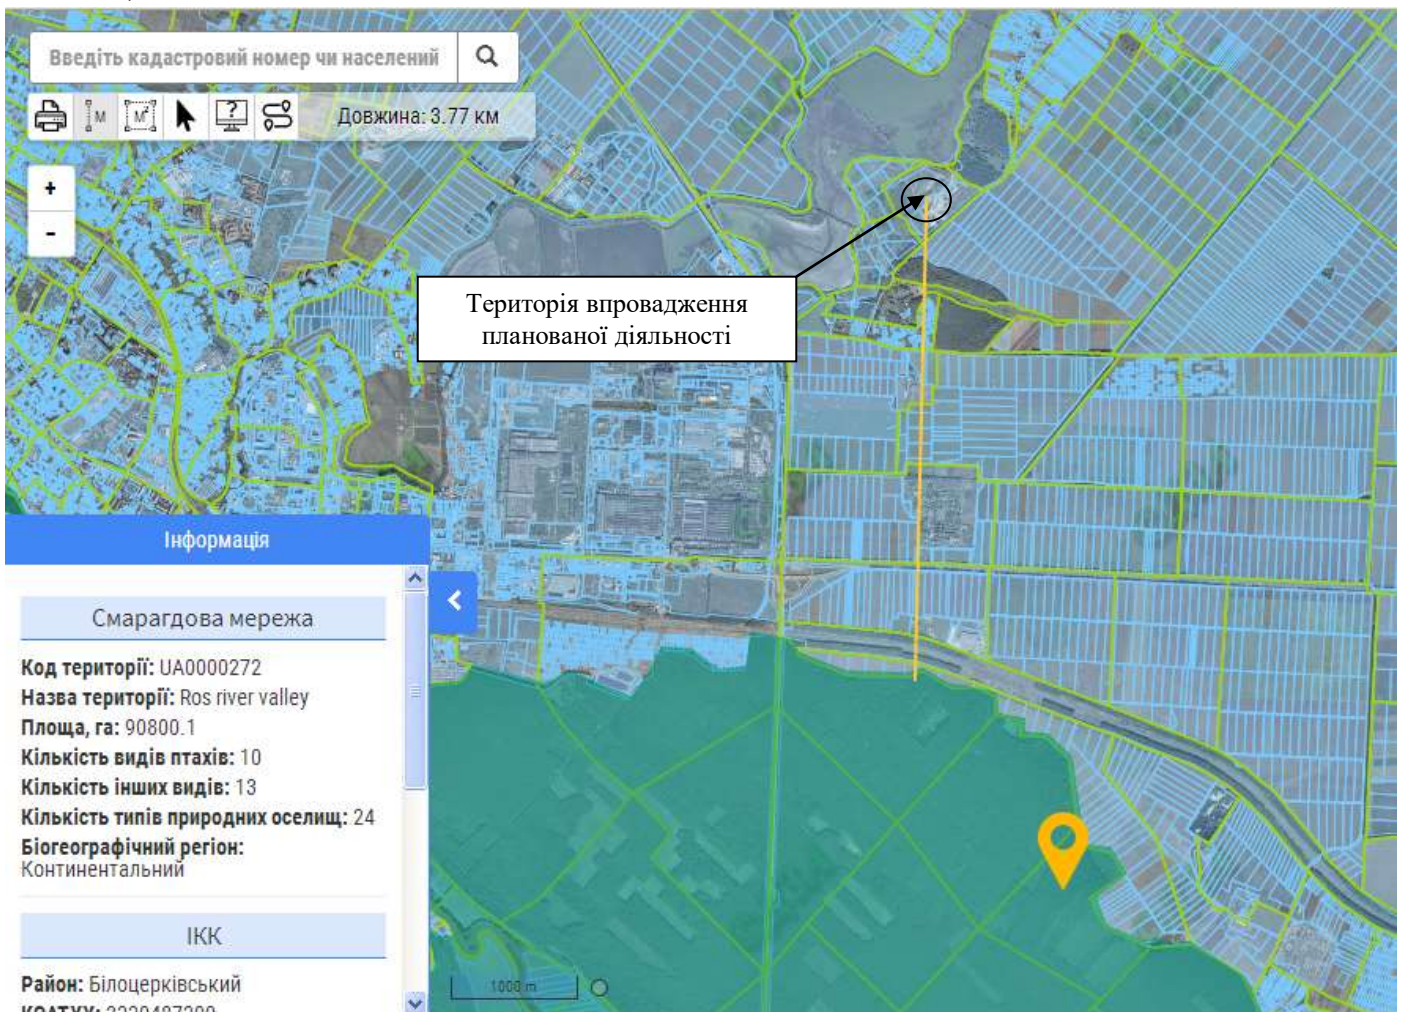 Введіть кадастровий номер чи населений
М М² ?
Довжина: 3.77 км
+
-
Територія впровадження
планованої діяльності
Інформація
Смарагдова мережа
Код території: UA0000272
Назва території: Ros river valley
Площа, га: 90800.1
Кількість видів птахів: 10
Кількість інших видів: 13
Кількість типів природних оселищ: 24
Біогеографічний регіон:
Континентальний
ІКК
Район: Білоцерківський
1000 m